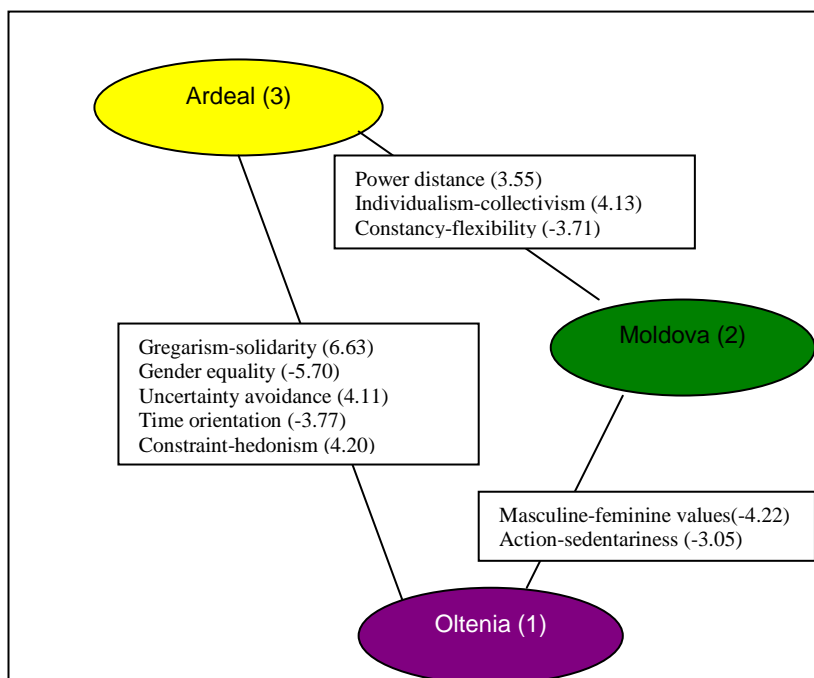 Ardeal (3)
Power distance (3.55)
Individualism-collectivism (4.13)
Constancy-flexibility (-3.71)
Gregarism-solidarity (6.63)
Gender equality (-5.70)
Uncertainty avoidance (4.11)
Time orientation (-3.77)
Constraint-hedonism (4.20)
Moldova (2)
Masculine-feminine values(-4.22)
Action-sedentariness (-3.05)
Oltenia (1)